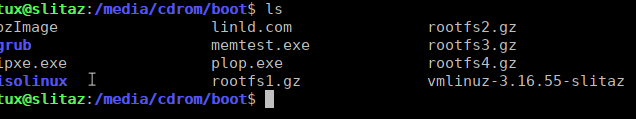 tux@slitaz:/media/cdrom/boot$ ls
bzImage linld.com rootfs2.gz
grub memtest.exe rootfs3.gz
ipxe.exe plop.exe rootfs4.gz
isolinux rootfs1.gz vmlinuz-3.16.55-slitaz
tux@slitaz:/media/cdrom/boot$